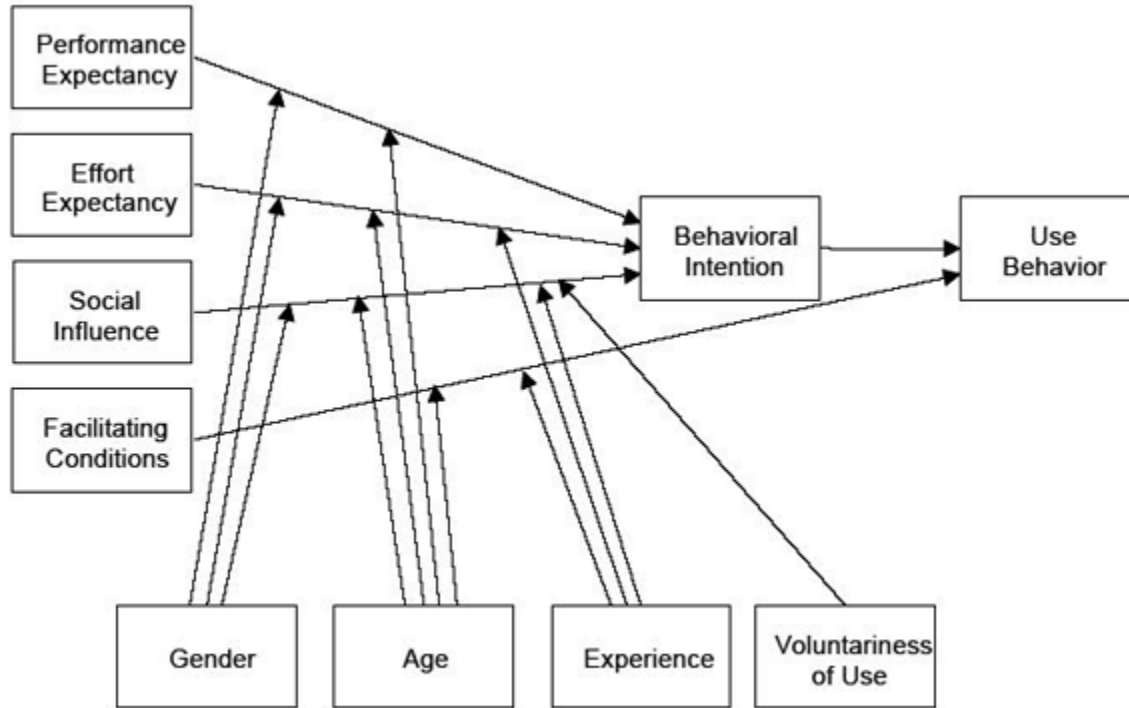 Performance
Expectancy
Effort
Expectancy
Social
Influence
Facilitating
Conditions
Behavioral
Intention
Use
Behavior
Gender
Age
Experience
Voluntariness
of Use